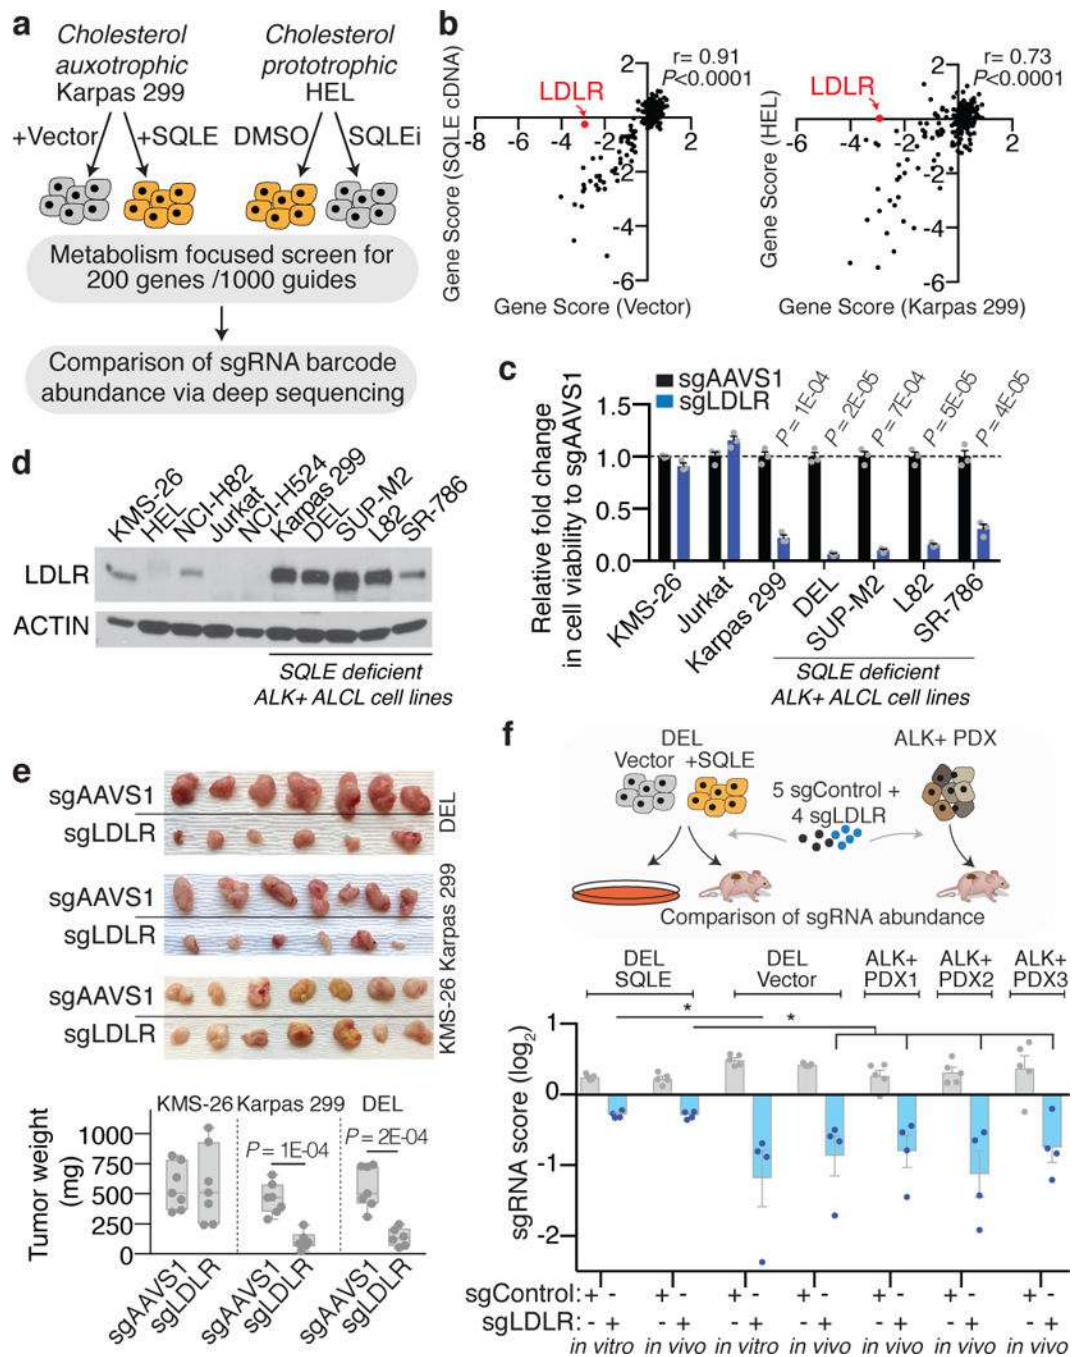 a
Cholesterol
auxotrophic
Karpas 299
Cholesterol
prototrophic
HEL
+Vector
+SQLE
DMSO
SQLEi
Metabolism focused screen for
200 genes /1000 guides
Comparison of sgRNA barcode
abundance via deep sequencing
b
Gene Score (SQLE cDNA)
2
r= 0.91
P<0.0001
LDLR
-8 -6 -4 -2 2
-2
-4
-6
Gene Score (Vector)
Gene Score (HEL)
2
r= 0.73
P<0.0001
LDLR
-6 -4 -2 2
-2
-4
-6
Gene Score (Karpas 299)
c
sgAAVS1
sgLDLR
P = 1E-04
P = 2E-05
P = 7E-04
P = 5E-05
P = 4E-05
Relative fold change
in cell viability to sgAAVS1
1.5
1.0
0.5
0.0
KMS-26
Jurkat
Karpas 299
DEL
SUP-M2
L82
SR-786
SQLE deficient
ALK+ ALCL cell lines
d
KMS-26
HEL
NCI-H82
Jurkat
NCI-H524
Karpas 299
DEL
SUP-M2
L82
SR-786
LDLR
ACTIN
SQLE deficient
ALK+ ALCL cell lines
e
sgAAVS1
sgLDLR
DEL
sgAAVS1
sgLDLR
Karpas 299
sgAAVS1
sgLDLR
KMS-26
KMS-26 Karpas 299 DEL
P = 1E-04
P = 2E-04
Tumor weight
(mg)
1000
750
500
250
0
sgAAVS1
sgLDLR
sgAAVS1
sgLDLR
sgAAVS1
sgLDLR
f
DEL
Vector +SQLE
ALK+ PDX
5 sgControl +
4 sgLDLR
Comparison of sgRNA abundance
DEL
SQLE
DEL
Vector
ALK+
PDX1
ALK+
PDX2
ALK+
PDX3
*
*
sgRNA score (log2)
1
0
-1
-2
sgControl: + - + - + - + - + - + - + -
sgLDLR: - + - + - + - + - + - + - +
in vitro in vivo in vitro in vivo in vivo in vivo in vivo